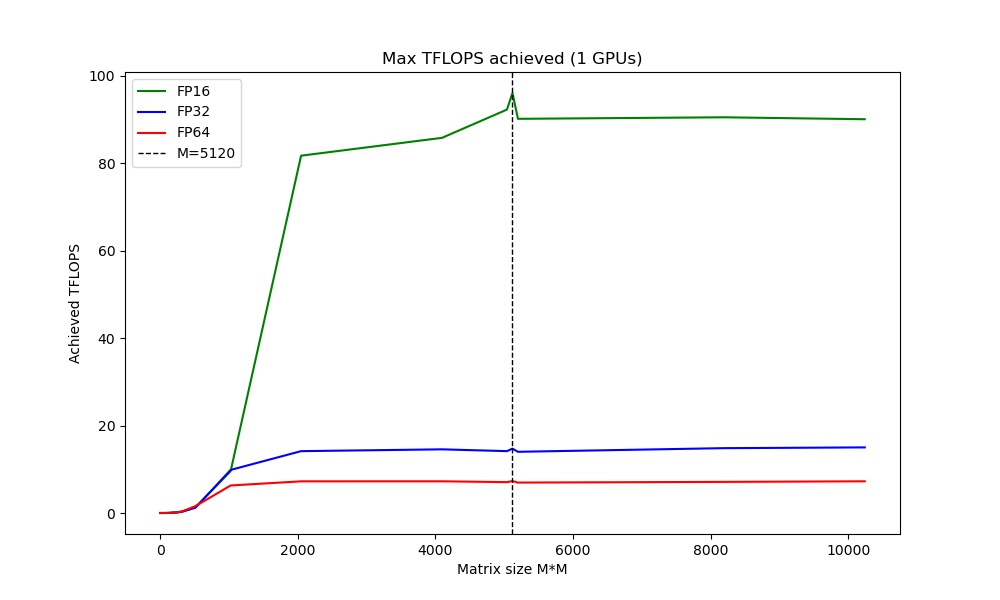 Max TFLOPS achieved (1 GPUs)
FP16
FP32
FP64
M=5120
Achieved TFLOPS
100
80
60
40
20
0
0 2000 4000 6000 8000 10000
Matrix size M*M